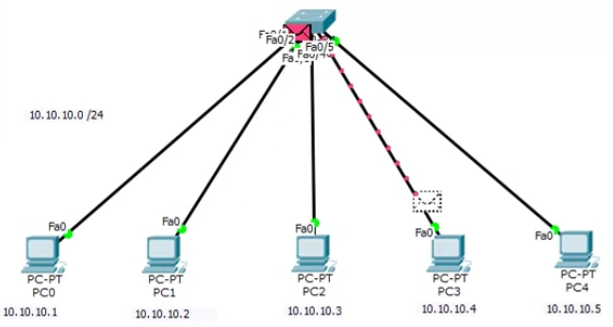 Fa0/2
Fa0/5
10.10.10.0 /24
Fa0
Fa0
Fa0
Fa0
Fa0
PC-PT
PC0
PC-PT
PC1
PC-PT
PC2
PC-PT
PC3
PC-PT
PC4
10.10.10.1
10.10.10.2
10.10.10.3
10.10.10.4
10.10.10.5